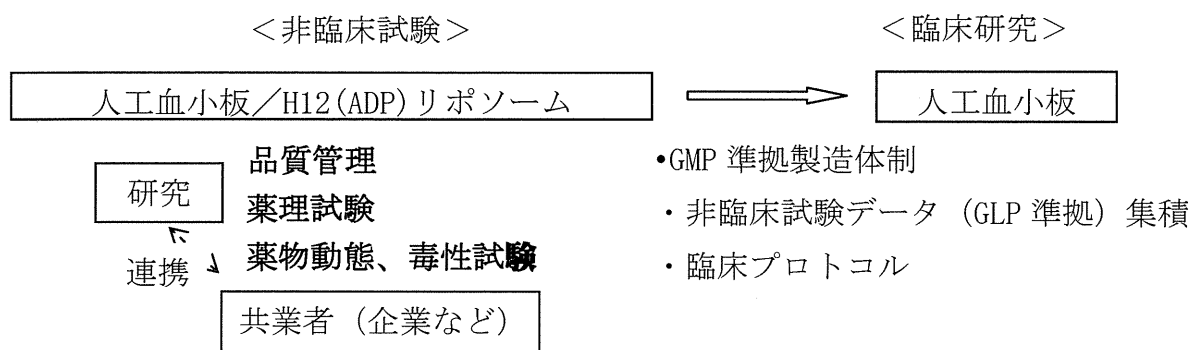 <非臨床試験>
<臨床研究>
人工血小板/H12(ADP)リポソーム
人工血小板
品質管理
研究
薬理試験
連携
薬物動態、毒性試験
共業者（企業など）
•GMP 準拠製造体制
・非臨床試験データ（GLP 準拠）集積
・臨床プロトコル